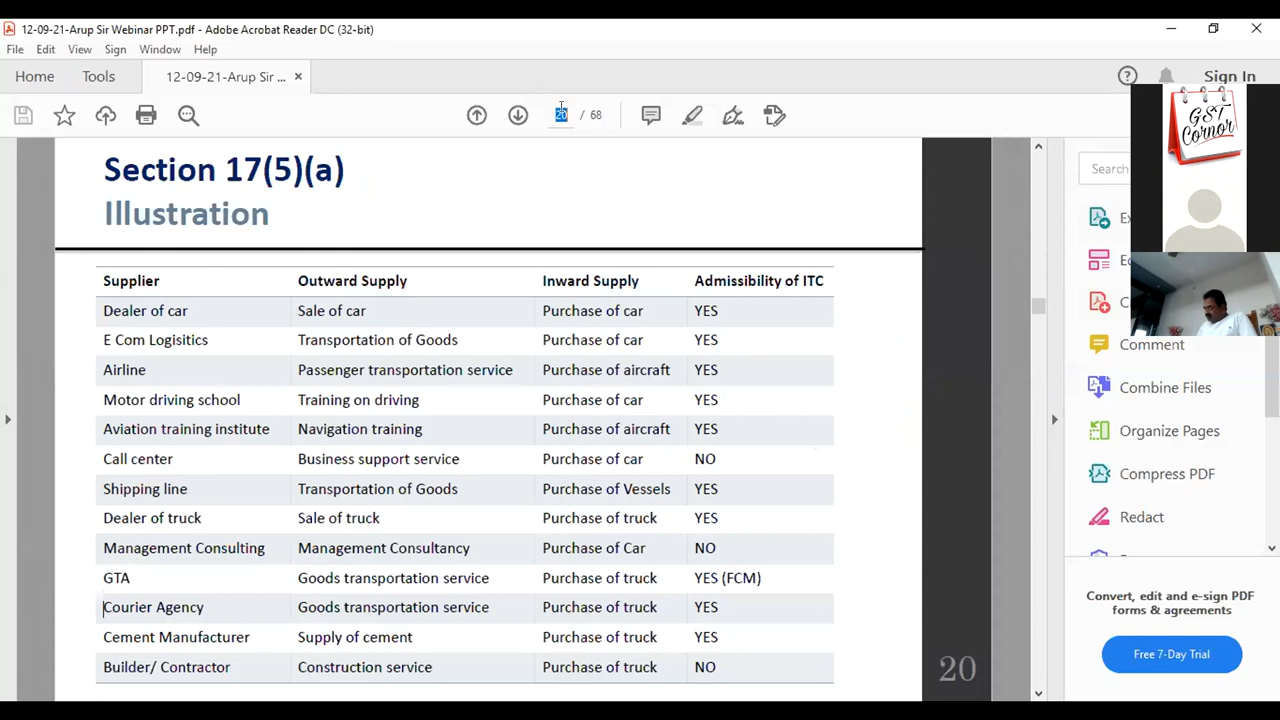 12-09-21-Arup Sir Webinar PPT.pdf - Adobe Acrobat Reader DC (32-bit)
File Edit View Sign Window Help
Home Tools 12-09-21-Arup Sir ... Sign In
20 / 68
GST Cornor
Section 17(5)(a)
Illustration
Supplier Outward Supply Inward Supply Admissibility of ITC
Dealer of car Sale of car Purchase of car YES
E Com Logisitics Transportation of Goods Purchase of car YES
Airline Passenger transportation service Purchase of aircraft YES
Motor driving school Training on driving Purchase of car YES
Aviation training institute Navigation training Purchase of aircraft YES
Call center Business support service Purchase of car NO
Shipping line Transportation of Goods Purchase of Vessels YES
Dealer of truck Sale of truck Purchase of truck YES
Management Consulting Management Consultancy Purchase of Car NO
GTA Goods transportation service Purchase of truck YES (FCM)
Courier Agency Goods transportation service Purchase of truck YES
Cement Manufacturer Supply of cement Purchase of truck YES
Builder/ Contractor Construction service Purchase of truck NO
20
Search
Comment
Combine Files
Organize Pages
Compress PDF
Redact
Convert, edit and e-sign PDF
forms & agreements
Free 7-Day Trial